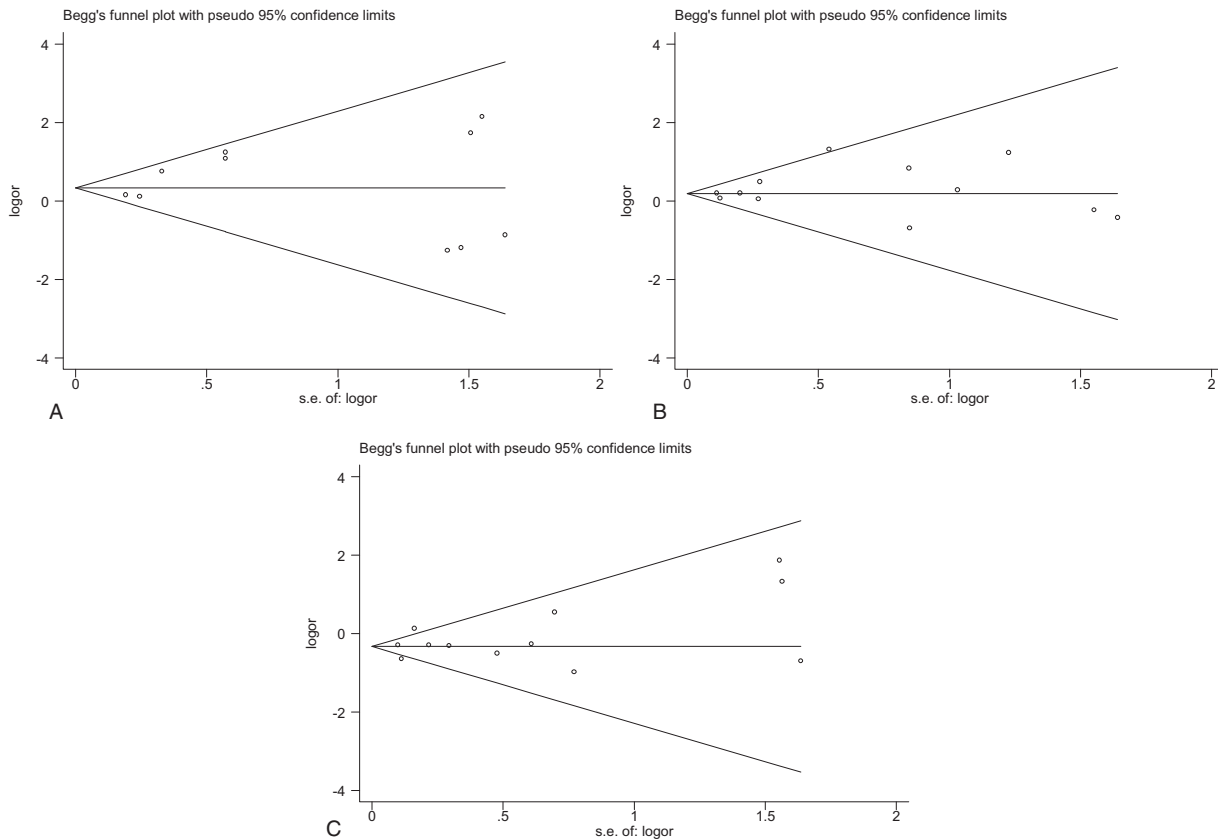 Begg's funnel plot with pseudo 95% confidence limits
4
2
0
-2
-4
logor
0 .5 1 1.5 2
s.e. of: logor
A
Begg's funnel plot with pseudo 95% confidence limits
4
2
0
-2
-4
logor
0 .5 1 1.5 2
s.e. of: logor
B
Begg's funnel plot with pseudo 95% confidence limits
4
2
0
-2
-4
logor
0 .5 1 1.5 2
s.e. of: logor
C